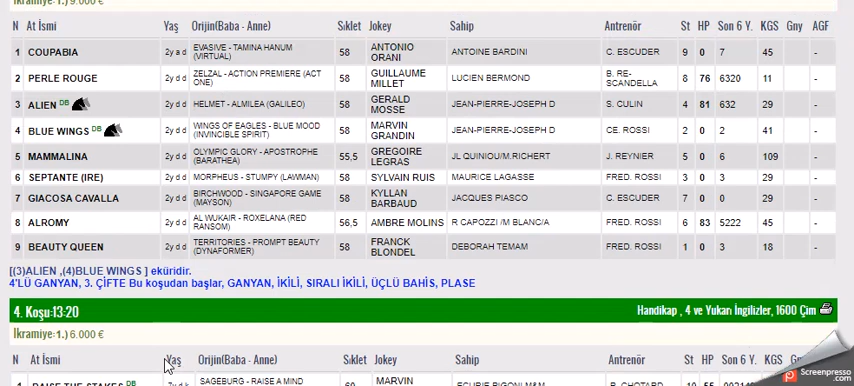 İkramiye:1.) 9.000 €
N At İsmi Yaş Orijin(Baba - Anne) Sıklet Jokey Sahip Antrenör St HP Son 6 Y. KGS Gny AGF
1 COUPABIA 2y a d EVASIVE - TAMINA HANUM (VIRTUAL) 58 ANTONIO ORANI ANTOINE BARDINI C. ESCUDER 9 0 7 45 -
2 PERLE ROUGE 2y d d ZELZAL - ACTION PREMIERE (ACT ONE) 58 GUILLAUME MILLET LUCIEN BERMOND B. RE-SCANDELLA 8 76 6320 11 -
3 ALIEN DB 2y d d HELMET - ALMILEA (GALILEO) 58 GERALD MOSSE JEAN-PIERRE-JOSEPH D S. CULIN 4 81 632 29 -
4 BLUE WINGS DB 2y d d WINGS OF EAGLES - BLUE MOOD (INVINCIBLE SPIRIT) 58 MARVIN GRANDIN JEAN-PIERRE-JOSEPH D CE. ROSSI 2 0 2 41 -
5 MAMMALINA 2y d d OLYMPIC GLORY - APOSTROPHE (BARATHEA) 55,5 GREGOIRE LEGRAS JL QUINIOU/M.RICHERT J. REYNIER 5 0 6 109 -
6 SEPTANTE (IRE) 2y d d MORPHEUS - STUMPY (LAWMAN) 58 SYLVAIN RUIS MAURICE LAGASSE FRED. ROSSI 3 0 3 29 -
7 GIACOSA CAVALLA 2y d d BIRCHWOOD - SINGAPORE GAME (MAYSON) 58 KYLLAN BARBAUD JACQUES PIASCO C. ESCUDER 7 0 0 29 -
8 ALROMY 2y d d AL WUKAIR - ROXELANA (RED RANSOM) 56,5 AMBRE MOLINS R CAPOZZI /M BLANC/A FRED. ROSSI 6 83 5222 45 -
9 BEAUTY QUEEN 2y d d TERRITORIES - PROMPT BEAUTY (DYNAFORMER) 58 FRANCK BLONDEL DEBORAH TEMAM FRED. ROSSI 1 0 3 18 -
[(3)ALIEN ,(4)BLUE WINGS ] eküridir.
4'LÜ GANYAN, 3. ÇİFTE Bu koşudan başlar, GANYAN, İKİLİ, SIRALI İKİLİ, ÜÇLÜ BAHİS, PLASE
4. Koşu:13:20 Handikap , 4 ve Yukarı İngilizler, 1600 Çim
İkramiye:1.) 6.000 €
N At İsmi Yaş Orijin(Baba - Anne) Sıklet Jokey Sahip Antrenör St HP Son 6 Y. KGS G
1 RAISE THE STAKES DB SAGEBURG - RAISE A MIND 60 MARVIN 10 55
Screenpresso
.com